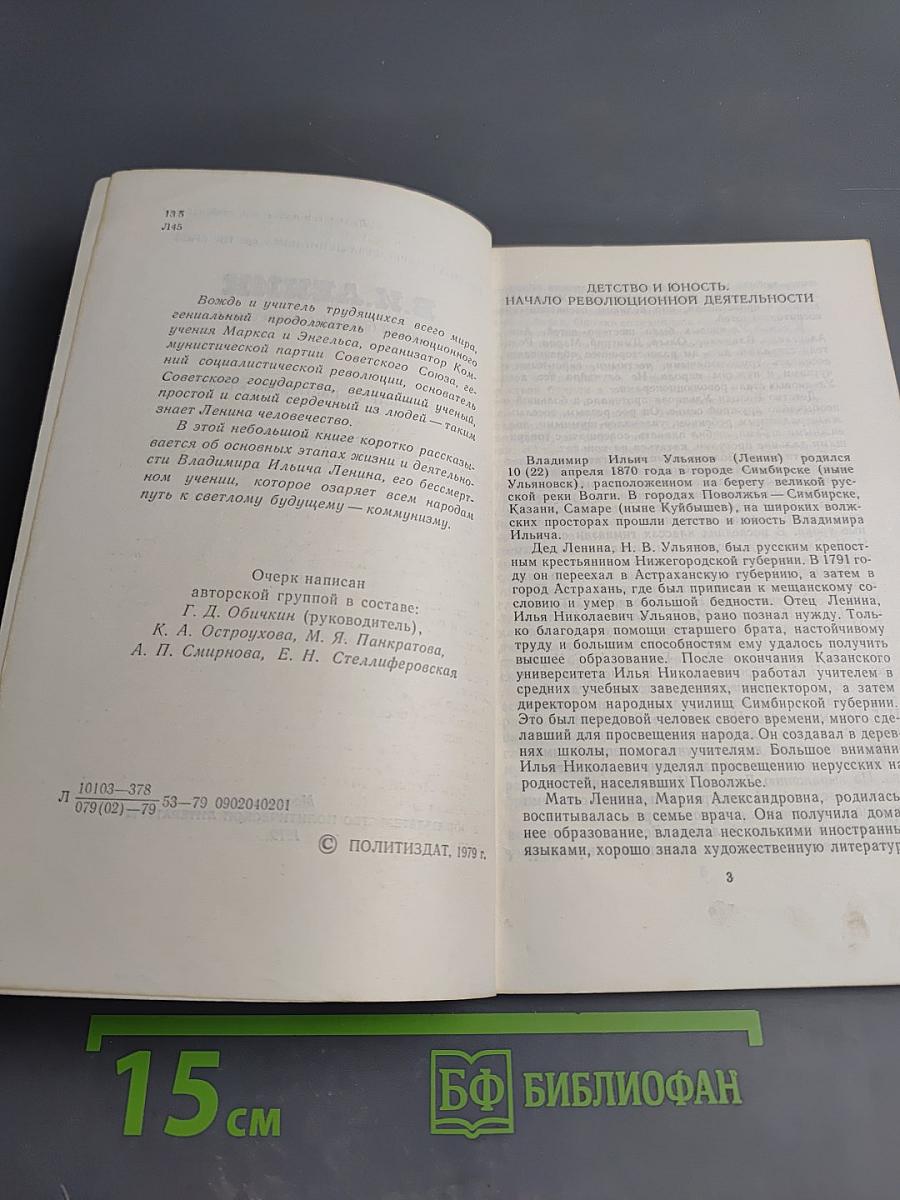 13.5
Л45
Вождь и учитель трудящихся всего мира,
гениальный продолжатель революционного
учения Маркса и Энгельса, организатор Ком-
мунистической партии Советского Союза, ге-
ний социалистической революции, основатель
Советского государства, величайший ученый,
простой и самый сердечный из людей — таким
знает Ленина человечество.
В этой небольшой книге коротко рассказы-
вается об основных этапах жизни и деятельно-
сти Владимира Ильича Ленина, его бессмерт-
ном учении, которое озаряет всем народам
путь к светлому будущему — коммунизму.
Очерк написан
авторской группой в составе:
Г. Д. Обичкин (руководитель),
К. А. Остроухова, М. Я. Панкратова,
А. П. Смирнова, Е. Н. Стеллиферовская
Л 10103—378
079(02)—79 53—79 0902040201
© ПОЛИТИЗДАТ, 1979 г.
ДЕТСТВО И ЮНОСТЬ.
НАЧАЛО РЕВОЛЮЦИОННОЙ ДЕЯТЕЛЬНОСТИ
Владимир Ильич Ульянов (Ленин) родился
10 (22) апреля 1870 года в городе Симбирске (ныне
Ульяновск), расположенном на берегу великой рус-
ской реки Волги. В городах Поволжья — Симбирске,
Казани, Самаре (ныне Куйбышев), на широких волж-
ских просторах прошли детство и юность Владимира
Ильича.
Дед Ленина, Н. В. Ульянов, был русским крепост-
ным крестьянином Нижегородской губернии. В 1791 го-
ду он переехал в Астраханскую губернию, а затем в
город Астрахань, где был приписан к мещанскому со-
словию и умер в большой бедности. Отец Ленина,
Илья Николаевич Ульянов, рано познал нужду. Толь-
ко благодаря помощи старшего брата, настойчивому
труду и большим способностям ему удалось получить
высшее образование. После окончания Казанского
университета Илья Николаевич работал учителем в
средних учебных заведениях, инспектором, а затем
директором народных училищ Симбирской губернии.
Это был передовой человек своего времени, много сде-
лавший для просвещения народа. Он создавал в дерев-
нях школы, помогал учителям. Большое внимани
Илья Николаевич уделял просвещению нерусских на
родностей, населявших Поволжье.
Мать Ленина, Мария Александровна, родилась
воспитывалась в семье врача. Она получила дома
нее образование, владела несколькими иностранны
языками, хорошо знала художественную литератур
3
15 см
БФ БИБЛИОФАН